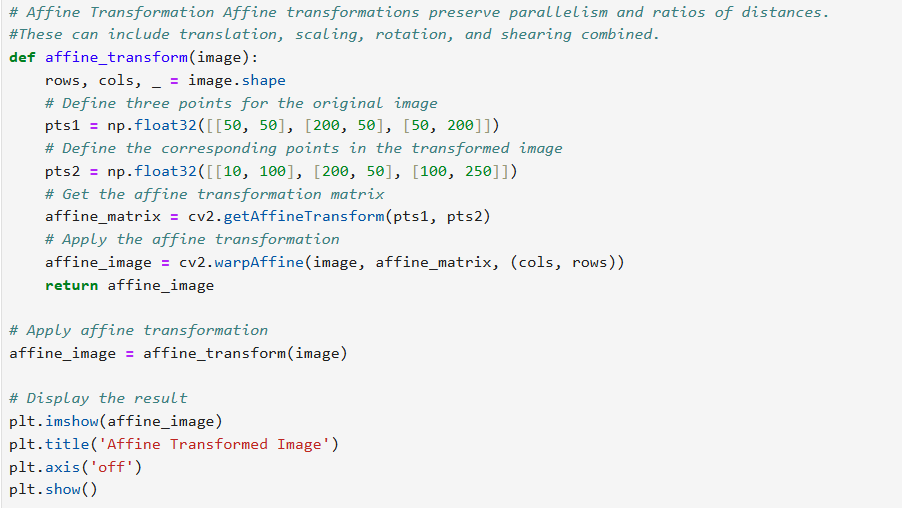 # Affine Transformation Affine transformations preserve parallelism and ratios of distances.
#These can include translation, scaling, rotation, and shearing combined.
def affine_transform(image):
    rows, cols, _ = image.shape
    # Define three points for the original image
    pts1 = np.float32([[50, 50], [200, 50], [50, 200]])
    # Define the corresponding points in the transformed image
    pts2 = np.float32([[10, 100], [200, 50], [100, 250]])
    # Get the affine transformation matrix
    affine_matrix = cv2.getAffineTransform(pts1, pts2)
    # Apply the affine transformation
    affine_image = cv2.warpAffine(image, affine_matrix, (cols, rows))
    return affine_image

# Apply affine transformation
affine_image = affine_transform(image)

# Display the result
plt.imshow(affine_image)
plt.title('Affine Transformed Image')
plt.axis('off')
plt.show()